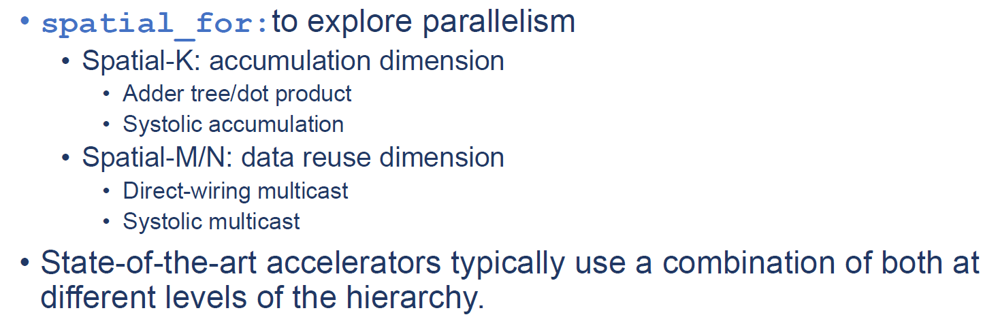 • spatial_for: to explore parallelism
• Spatial-K: accumulation dimension
• Adder tree/dot product
• Systolic accumulation
• Spatial-M/N: data reuse dimension
• Direct-wiring multicast
• Systolic multicast
• State-of-the-art accelerators typically use a combination of both at
different levels of the hierarchy.